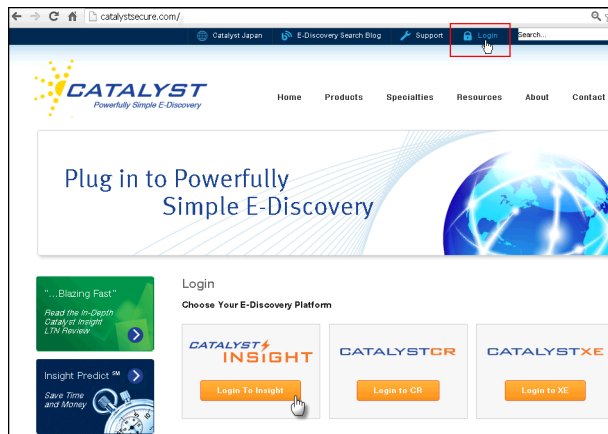 catalystsecure.com/
Catalyst Japan E-Discovery Search Blog Support Login Search...
CATALYST
Powerfully Simple E-Discovery
Home Products Specialties Resources About Contact
Plug in to Powerfully
Simple E-Discovery
"...Blazing Fast"
Read the In-Depth
Catalyst Insight
LTN Review
Insight Predict SM
Save Time
and Money
Login
Choose Your E-Discovery Platform
CATALYST
INSIGHT
Login To Insight
CATALYSTCR
Login to CR
CATALYSTXE
Login to XE